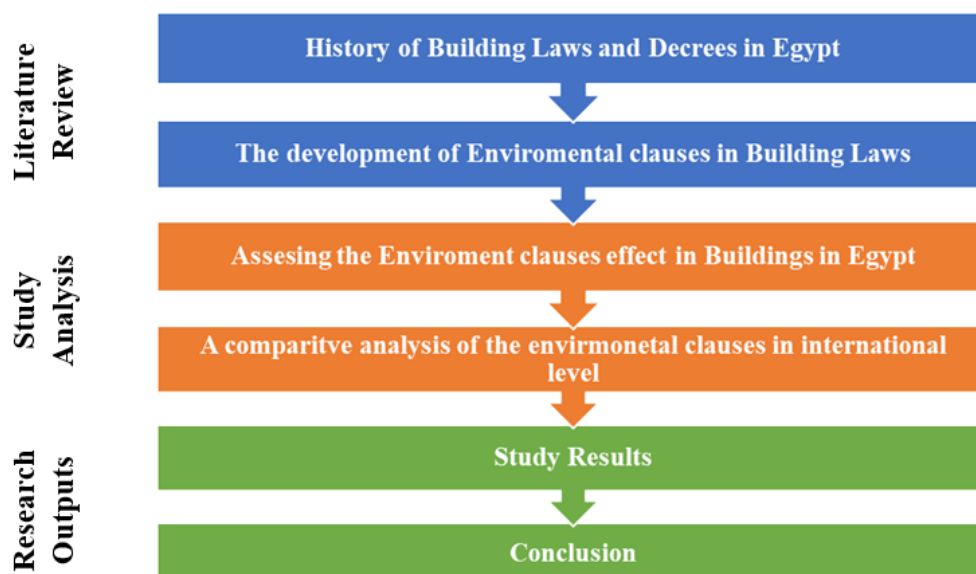 Literature
Review
History of Building Laws and Decrees in Egypt
The development of Enviromental clauses in Building Laws
Study
Analysis
Assesing the Enviroment clauses effect in Buildings in Egypt
A comparitve analysis of the envirmonetal clauses in international
level
Research
Outputs
Study Results
Conclusion